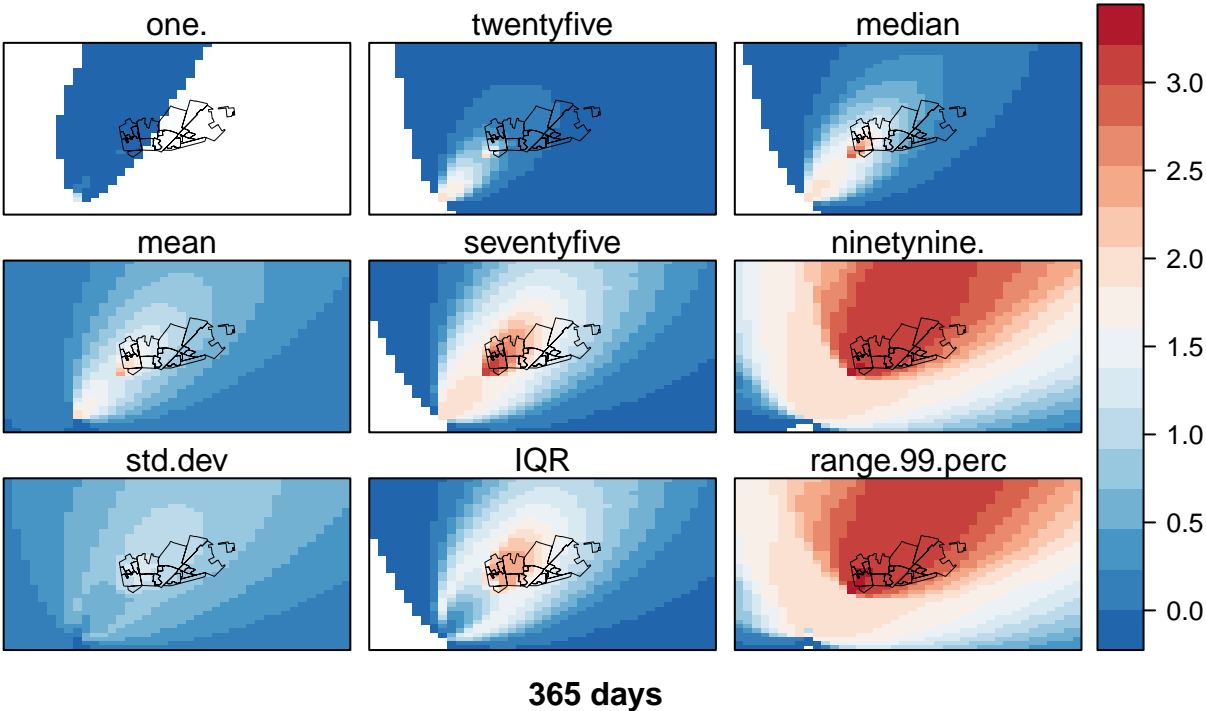 one.
twentyfive
median
mean
seventyfive
ninetynine.
std.dev
IQR
range.99.perc
3.0
2.5
2.0
1.5
1.0
0.5
0.0
365 days